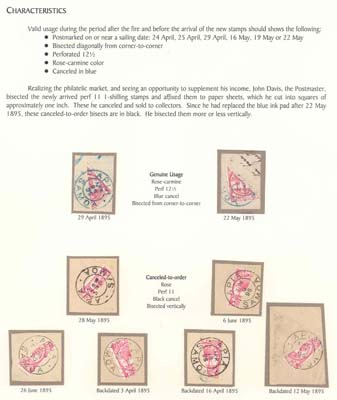 CHARACTERISTICS
Valid usage during the period after the fire and before the arrival of the new stamps should shows the following:
● Postmarked on or near a sailing date: 24 April, 25 April, 29 April, 16 May, 19 May or 22 May
● Bisected diagonally from corner-to-corner
● Perforated 12½
● Rose-carmine color
● Canceled in blue
Realizing the philatelic market, and seeing an opportunity to supplement his income, John Davis, the Postmaster,
bisected the newly arrived perf 11 1-shilling stamps and affixed them to paper sheets, which he cut into squares of
approximately one inch. These he canceled and sold to collectors. Since he had replaced the blue ink pad after 22 May
1895, these canceled-to-order bisects are in black. He bisected them more or less vertically.
Genuine Usage
Rose-carmine
Perf 12½
Blue cancel
Bisected from corner-to-corner
29 April 1895
22 May 1895
Canceled-to-order
Rose
Perf 11
Black cancel
Bisected vertically
28 May 1895
6 June 1895
26 June 1895
Backdated 3 April 1895
Backdated 16 April 1895
Backdated 12 May 1895